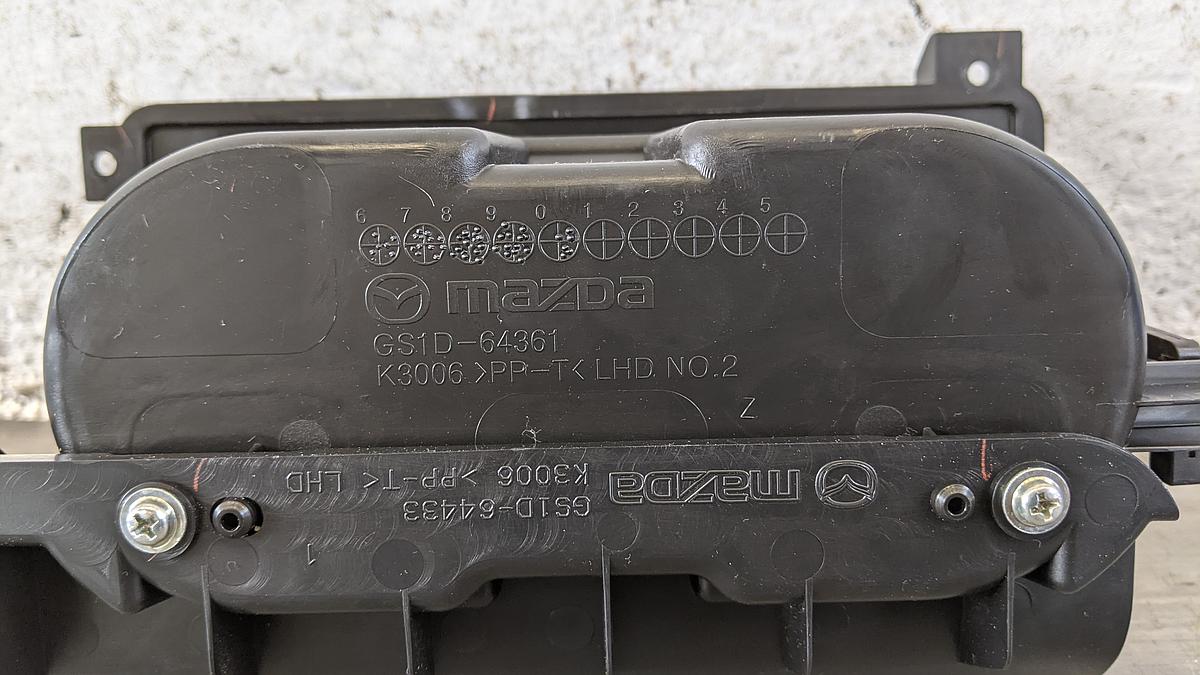 6 7 8 9 0 1 2 3 4 5
mazda
GS1D-64361
K3006 >PP-T< LHD NO.2
Z
mazda
GS1D-64433
K3006 >PP-T< LHD
1